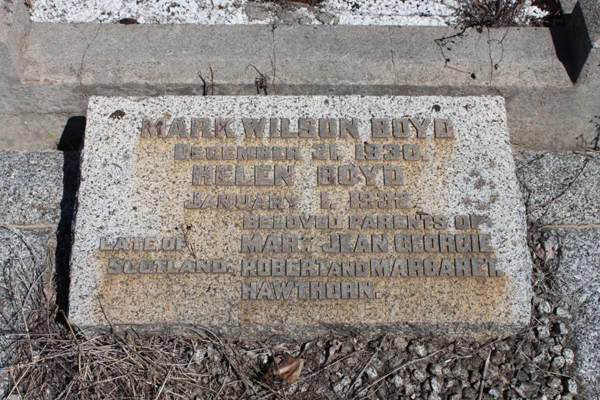 MARK WILSON BOYD
DECEMBER 21, 1930.
HELEN BOYD
JANUARY 1, 1932.
BELOVED PARENTS OF
LATE OF MARY JEAN GEORGIE
SCOTLAND. ROBERT AND MARGARET.
HAWTHORN.